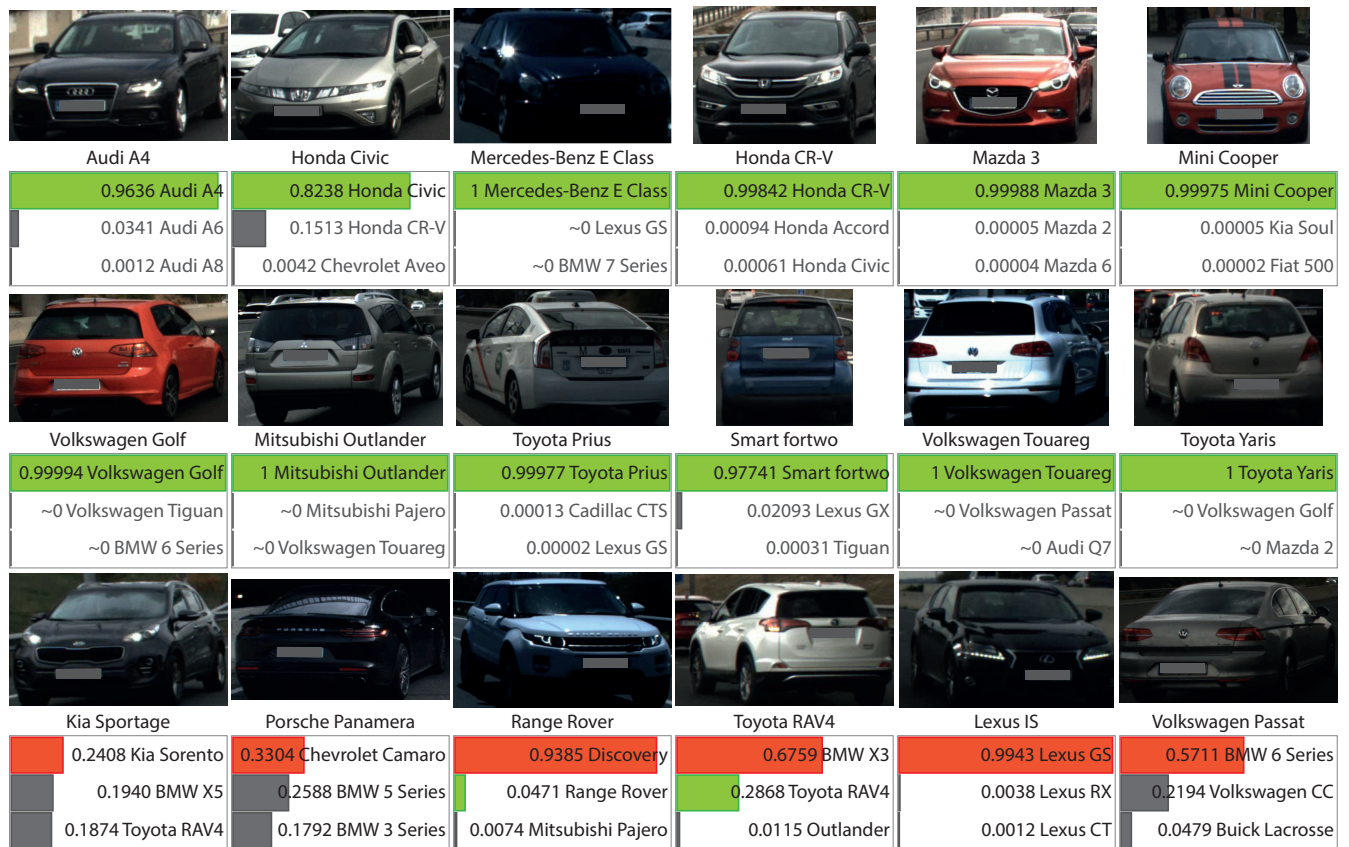 Audi A4
Honda Civic
Mercedes-Benz E Class
Honda CR-V
Mazda 3
Mini Cooper
0.9636 Audi A4
0.8238 Honda Civic
1 Mercedes-Benz E Class
0.99842 Honda CR-V
0.99988 Mazda 3
0.99975 Mini Cooper
0.0341 Audi A6
0.1513 Honda CR-V
~0 Lexus GS
0.00094 Honda Accord
0.00005 Mazda 2
0.00005 Kia Soul
0.0012 Audi A8
0.0042 Chevrolet Aveo
~0 BMW 7 Series
0.00061 Honda Civic
0.00004 Mazda 6
0.00002 Fiat 500
Volkswagen Golf
Mitsubishi Outlander
Toyota Prius
Smart fortwo
Volkswagen Touareg
Toyota Yaris
0.99994 Volkswagen Golf
1 Mitsubishi Outlander
0.99977 Toyota Prius
0.97741 Smart fortwo
1 Volkswagen Touareg
1 Toyota Yaris
~0 Volkswagen Tiguan
~0 Mitsubishi Pajero
0.00013 Cadillac CTS
0.02093 Lexus GX
~0 Volkswagen Passat
~0 Volkswagen Golf
~0 BMW 6 Series
~0 Volkswagen Touareg
0.00002 Lexus GS
0.00031 Tiguan
~0 Audi Q7
~0 Mazda 2
PORSCHE
Kia Sportage
Porsche Panamera
Range Rover
Toyota RAV4
Lexus IS
Volkswagen Passat
0.2408 Kia Sorento
0.3304 Chevrolet Camaro
0.9385 Discovery
0.6759 BMW X3
0.9943 Lexus GS
0.5711 BMW 6 Series
0.1940 BMW X5
0.2588 BMW 5 Series
0.0471 Range Rover
0.2868 Toyota RAV4
0.0038 Lexus RX
0.2194 Volkswagen CC
0.1874 Toyota RAV4
0.1792 BMW 3 Series
0.0074 Mitsubishi Pajero
0.0115 Outlander
0.0012 Lexus CT
0.0479 Buick Lacrosse